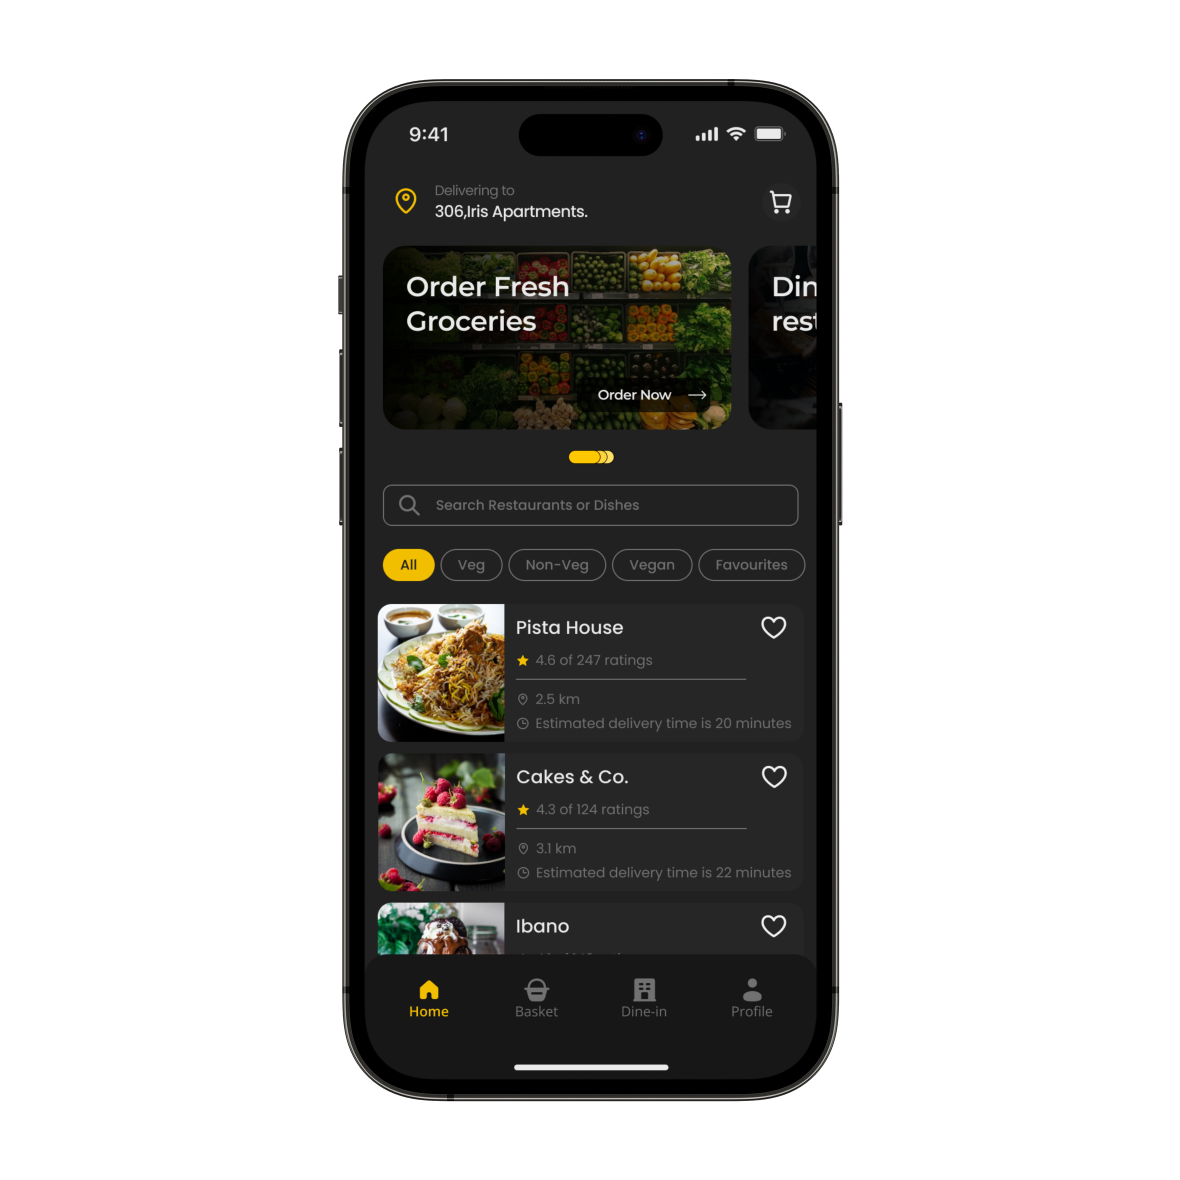 9:41
Delivering to
306,Iris Apartments.
Order Fresh
Groceries
Order Now
Din
rest
Search Restaurants or Dishes
All Veg Non-Veg Vegan Favourites
Pista House
4.6 of 247 ratings
2.5 km
Estimated delivery time is 20 minutes
Cakes & Co.
4.3 of 124 ratings
3.1 km
Estimated delivery time is 22 minutes
Ibano
Home Basket Dine-in Profile